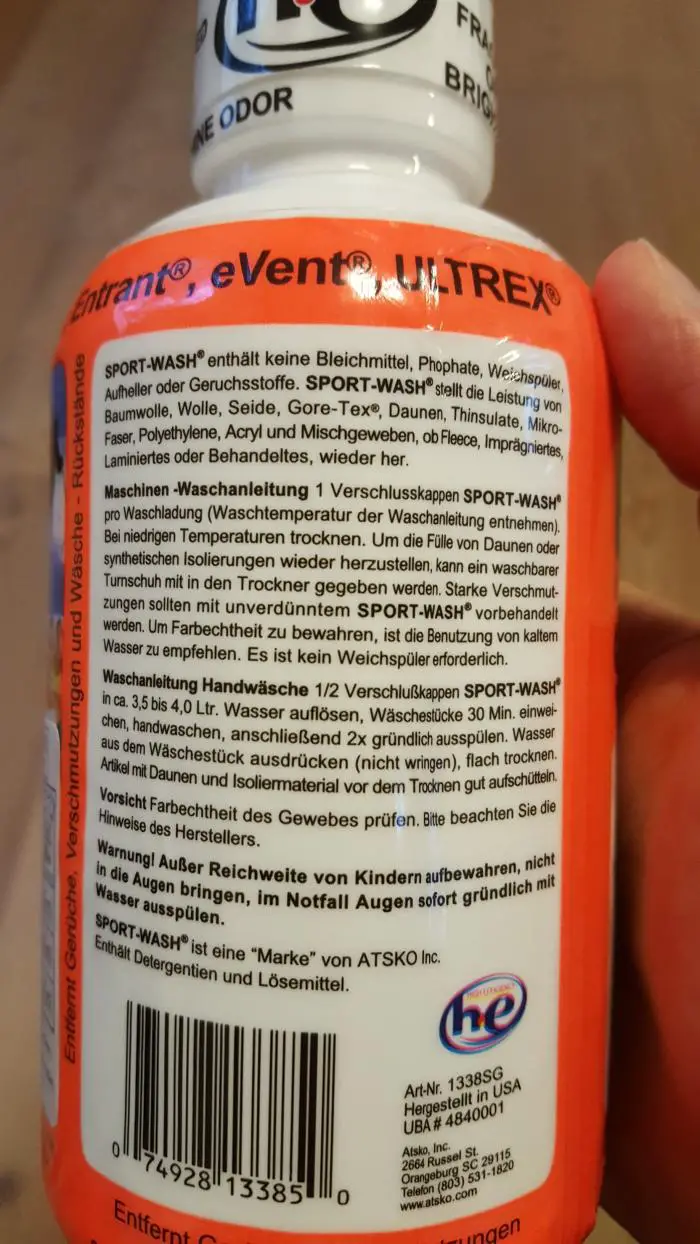 he
FRA
BRIG
NE ODOR
Entrant®, eVent®, ULTREX®
SPORT-WASH® enthält keine Bleichmittel, Phophate, Weichspüler,
Aufheller oder Geruchsstoffe. SPORT-WASH® stellt die Leistung von
Baumwolle, Wolle, Seide, Gore-Tex®, Daunen, Thinsulate, Mikro-
Faser, Polyethylene, Acryl und Mischgeweben, ob Fleece, Imprägniertes,
Laminiertes oder Behandeltes, wieder her.
Maschinen -Waschanleitung 1 Verschlusskappen SPORT-WASH®
pro Waschladung (Waschtemperatur der Waschanleitung entnehmen).
Bei niedrigen Temperaturen trocknen. Um die Fülle von Daunen oder
synthetischen Isolierungen wieder herzustellen, kann ein waschbarer
Turnschuh mit in den Trockner gegeben werden. Starke Verschmut-
zungen sollten mit unverdünntem SPORT-WASH® vorbehandelt
werden. Um Farbechtheit zu bewahren, ist die Benutzung von kaltem
Wasser zu empfehlen. Es ist kein Weichspüler erforderlich.
Waschanleitung Handwäsche 1/2 Verschlußkappen SPORT-WASH®
in ca. 3,5 bis 4,0 Ltr. Wasser auflösen, Wäschestücke 30 Min. einwei-
chen, handwaschen, anschließend 2x gründlich ausspülen. Wasser
aus dem Wäschestück ausdrücken (nicht wringen), flach trocknen.
Artikel mit Daunen und Isoliermaterial vor dem Trocknen gut aufschütteln.
Vorsicht Farbechtheit des Gewebes prüfen. Bitte beachten Sie die
Hinweise des Herstellers.
Warnung! Außer Reichweite von Kindern aufbewahren, nicht
in die Augen bringen, im Notfall Augen sofort gründlich mit
Wasser ausspülen.
SPORT-WASH® ist eine "Marke" von ATSKO Inc.
Enthält Detergentien und Lösemittel.
HIGH EFFICIENCY
he
Art-Nr. 1338SG
Hergestellt in USA
UBA # 4840001
Atsko, Inc.
2664 Russel St.
Orangeburg SC 29115
Telefon (803) 531-1820
www.atsko.com
0 74928 13385 0
Entfernt Gerüche, Verschmutzungen und Wäsche - Rückstände
Entfernt G
zungen